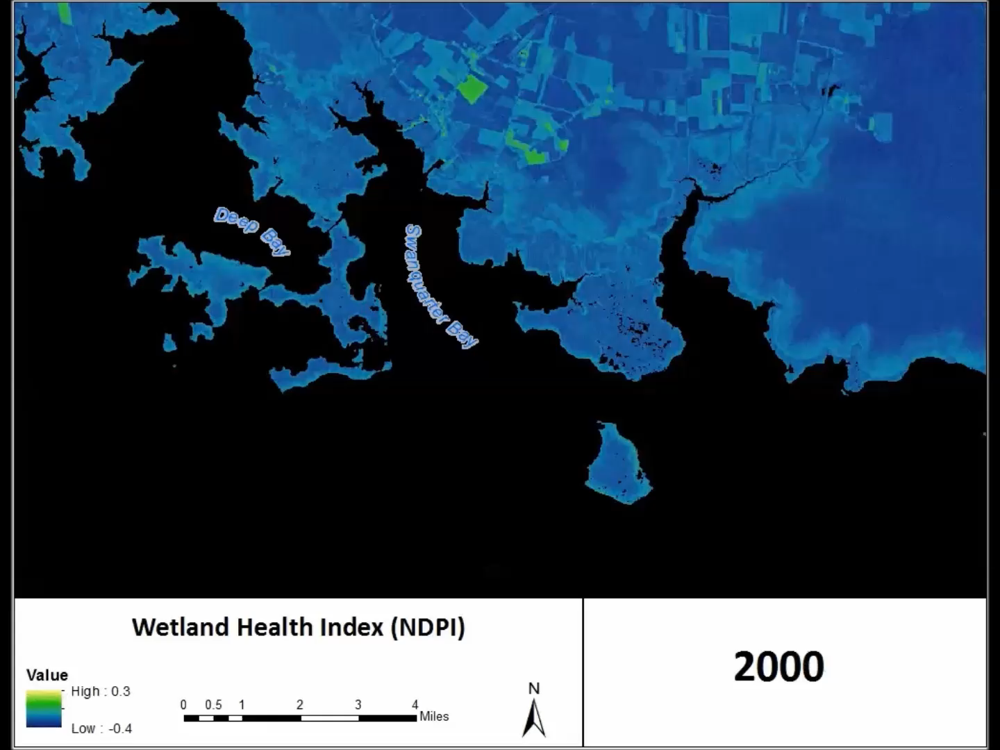 Deep Bay
Swanquarter Bay
Wetland Health Index (NDPI)
2000
Value
High : 0.3
Low : -0.4
0 0.5 1 2 3 4
Miles
N